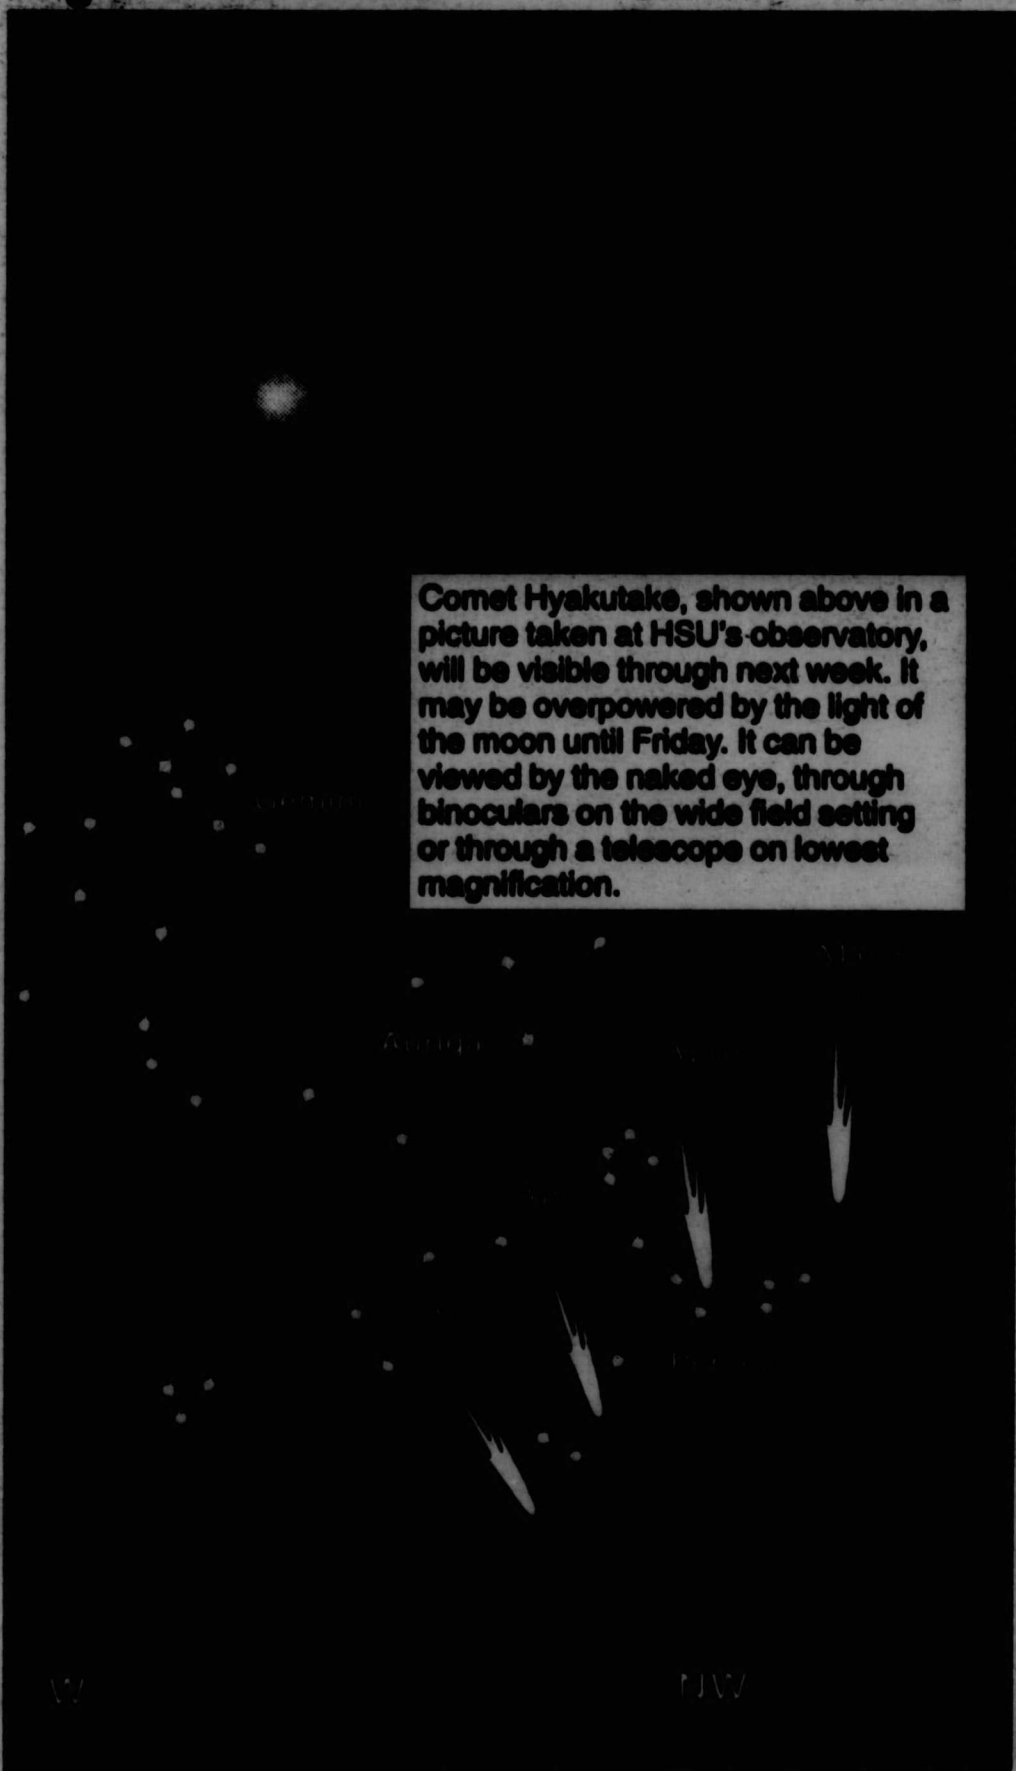 Comet Hyakutake, shown above in a
picture taken at HSU's observatory,
will be visible through next week. It
may be overpowered by the light of
the moon until Friday. It can be
viewed by the naked eye, through
binoculars on the wide field setting
or through a telescope on lowest
magnification.
W
NW